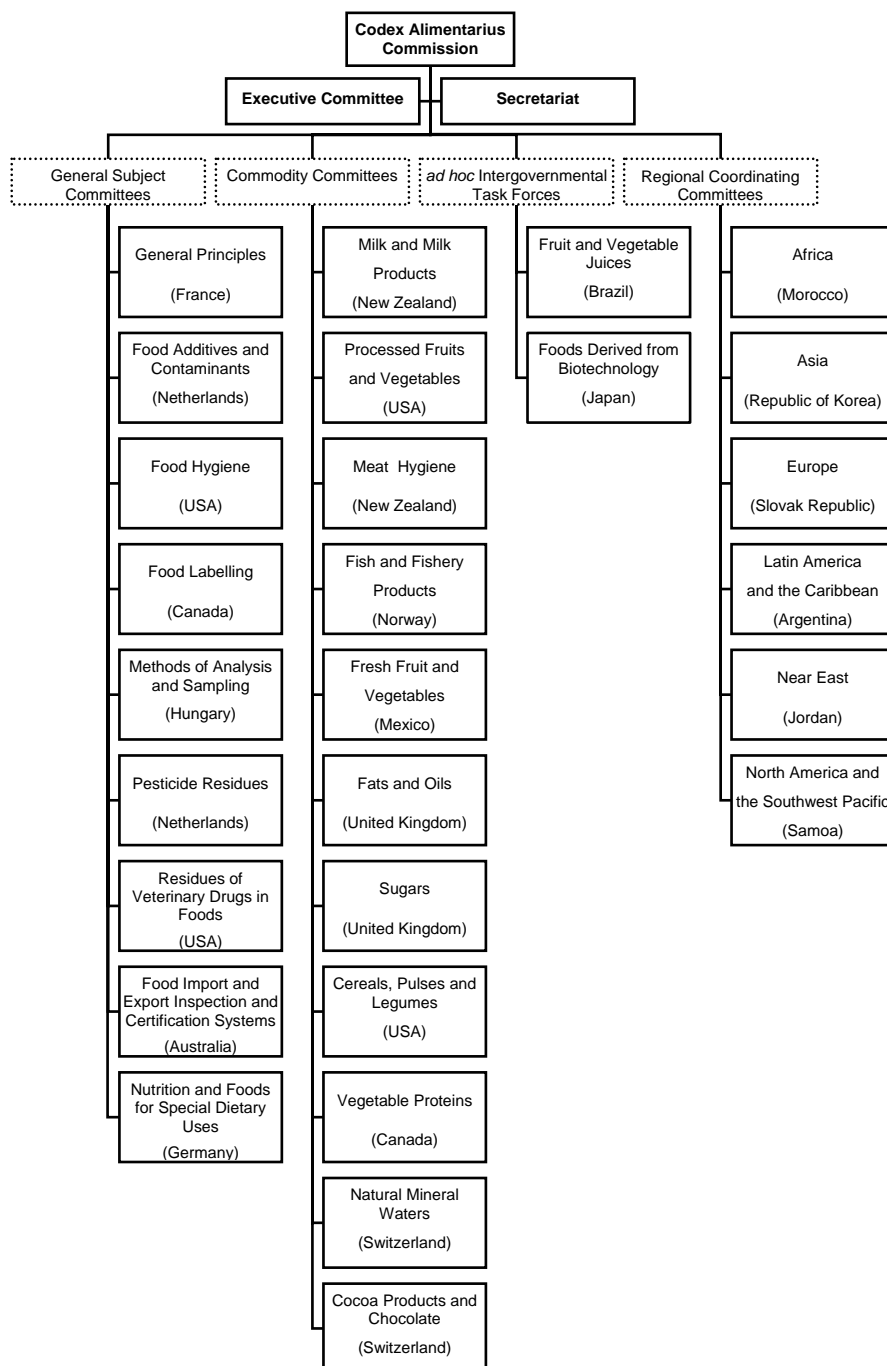 Codex Alimentarius
Commission
Executive Committee
Secretariat
General Subject
Committees
Commodity Committees
ad hoc Intergovernmental
Task Forces
Regional Coordinating
Committees
General Principles
(France)
Food Additives and
Contaminants
(Netherlands)
Food Hygiene
(USA)
Food Labelling
(Canada)
Methods of Analysis
and Sampling
(Hungary)
Pesticide Residues
(Netherlands)
Residues of
Veterinary Drugs in
Foods
(USA)
Food Import and
Export Inspection and
Certification Systems
(Australia)
Nutrition and Foods
for Special Dietary
Uses
(Germany)
Milk and Milk
Products
(New Zealand)
Processed Fruits
and Vegetables
(USA)
Meat Hygiene
(New Zealand)
Fish and Fishery
Products
(Norway)
Fresh Fruit and
Vegetables
(Mexico)
Fats and Oils
(United Kingdom)
Sugars
(United Kingdom)
Cereals, Pulses and
Legumes
(USA)
Vegetable Proteins
(Canada)
Natural Mineral
Waters
(Switzerland)
Cocoa Products and
Chocolate
(Switzerland)
Fruit and Vegetable
Juices
(Brazil)
Foods Derived from
Biotechnology
(Japan)
Africa
(Morocco)
Asia
(Republic of Korea)
Europe
(Slovak Republic)
Latin America
and the Caribbean
(Argentina)
Near East
(Jordan)
North America and
the Southwest Pacific
(Samoa)